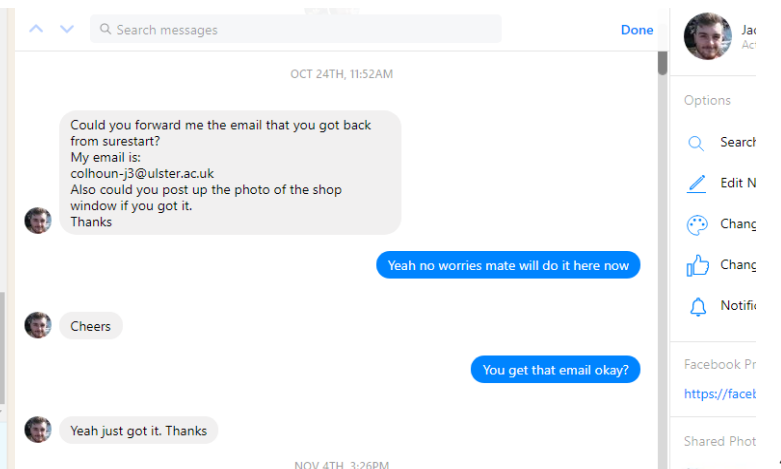 Search messages
Done
OCT 24TH, 11:52AM
Could you forward me the email that you got back
from surestart?
My email is:
colhoun-j3@ulster.ac.uk
Also could you post up the photo of the shop
window if you got it.
Thanks
Yeah no worries mate will do it here now
Cheers
You get that email okay?
Yeah just got it. Thanks
NOV 4TH, 3:26PM
Jac
Act
Options
Search
Edit N
Chang
Chang
Notific
Facebook Pr
https://faceb
Shared Phot